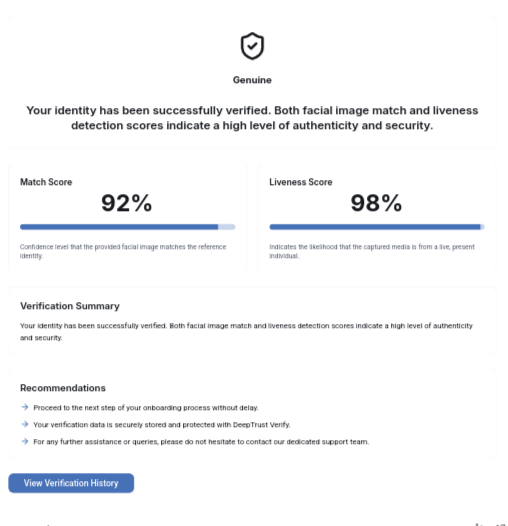 Genuine
Your identity has been successfully verified. Both facial image match and liveness
detection scores indicate a high level of authenticity and security.
Match Score
92%
Confidence level that the provided facial image matches the reference
identity.
Liveness Score
98%
Indicates the likelihood that the captured media is from a live, present
individual.
Verification Summary
Your identity has been successfully verified. Both facial image match and liveness detection scores indicate a high level of authenticity
and security.
Recommendations
Proceed to the next step of your onboarding process without delay.
Your verification data is securely stored and protected with DeepTrust Verify.
For any further assistance or queries, please do not hesitate to contact our dedicated support team.
View Verification History